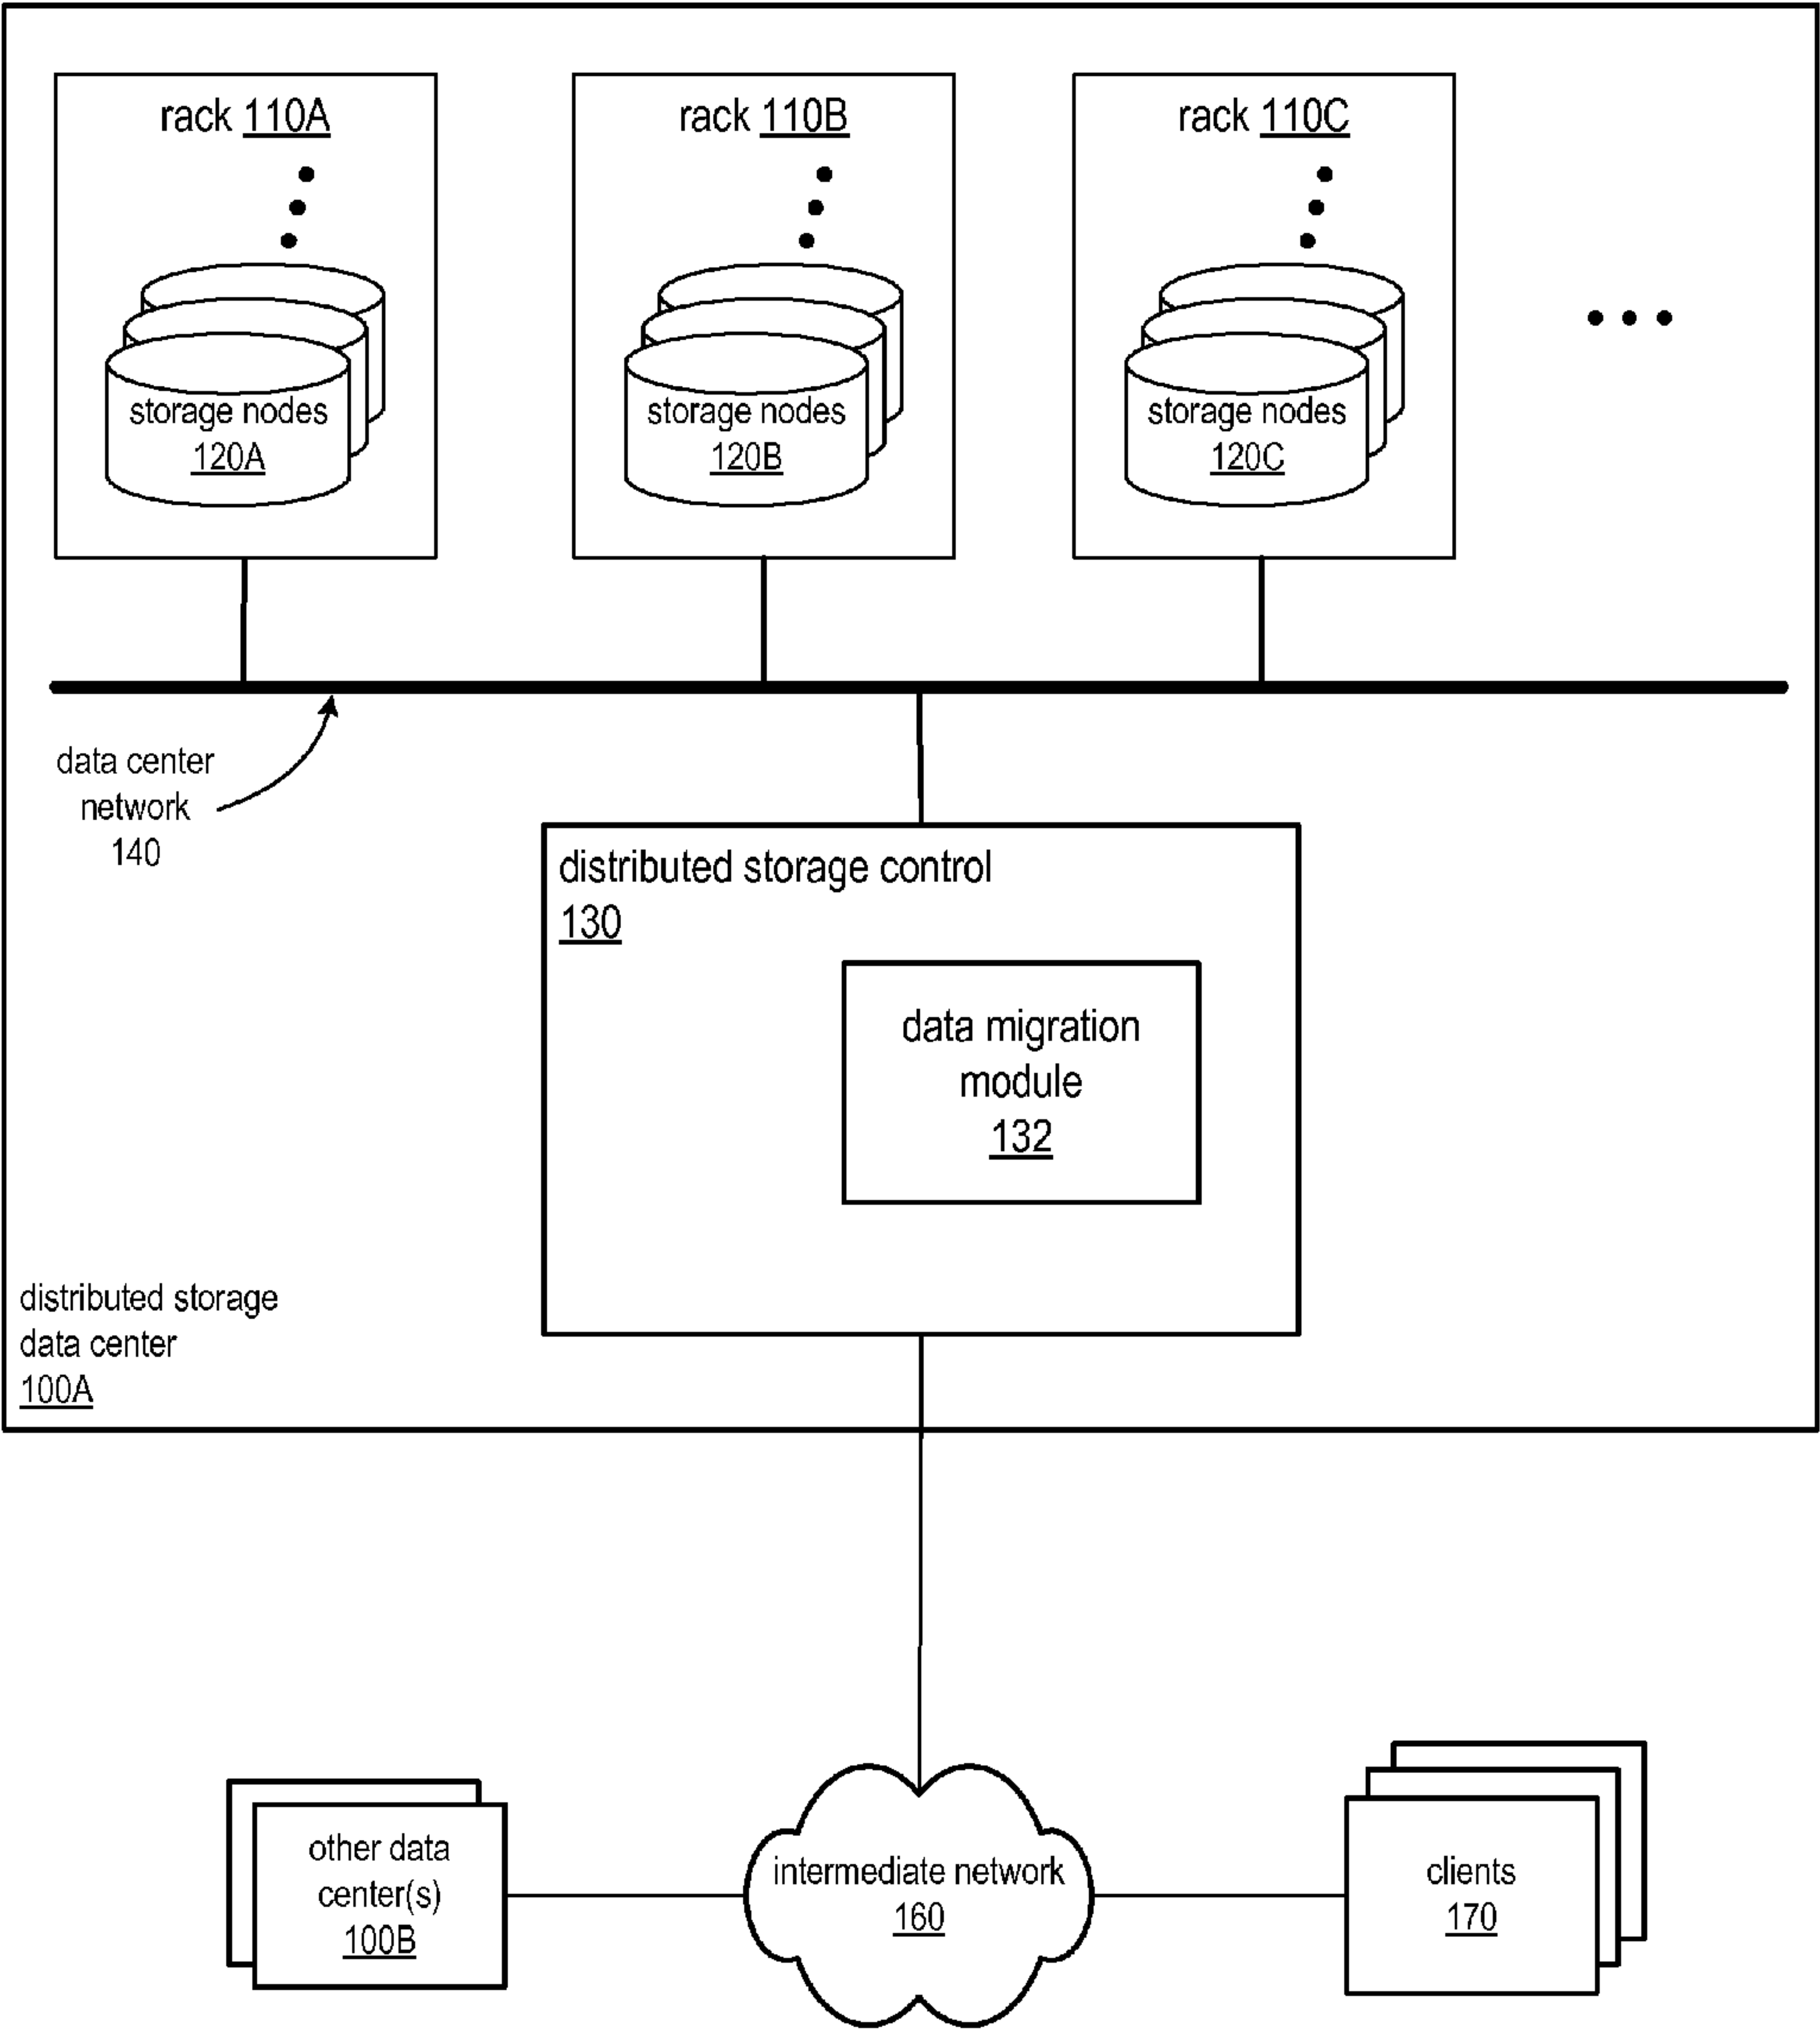 rack 110A
rack 110B
rack 110C
storage nodes
120A
storage nodes
120B
storage nodes
120C
data center
network
140
distributed storage control
130
data migration
module
132
distributed storage
data center
100A
other data
center(s)
100B
intermediate network
160
clients
170